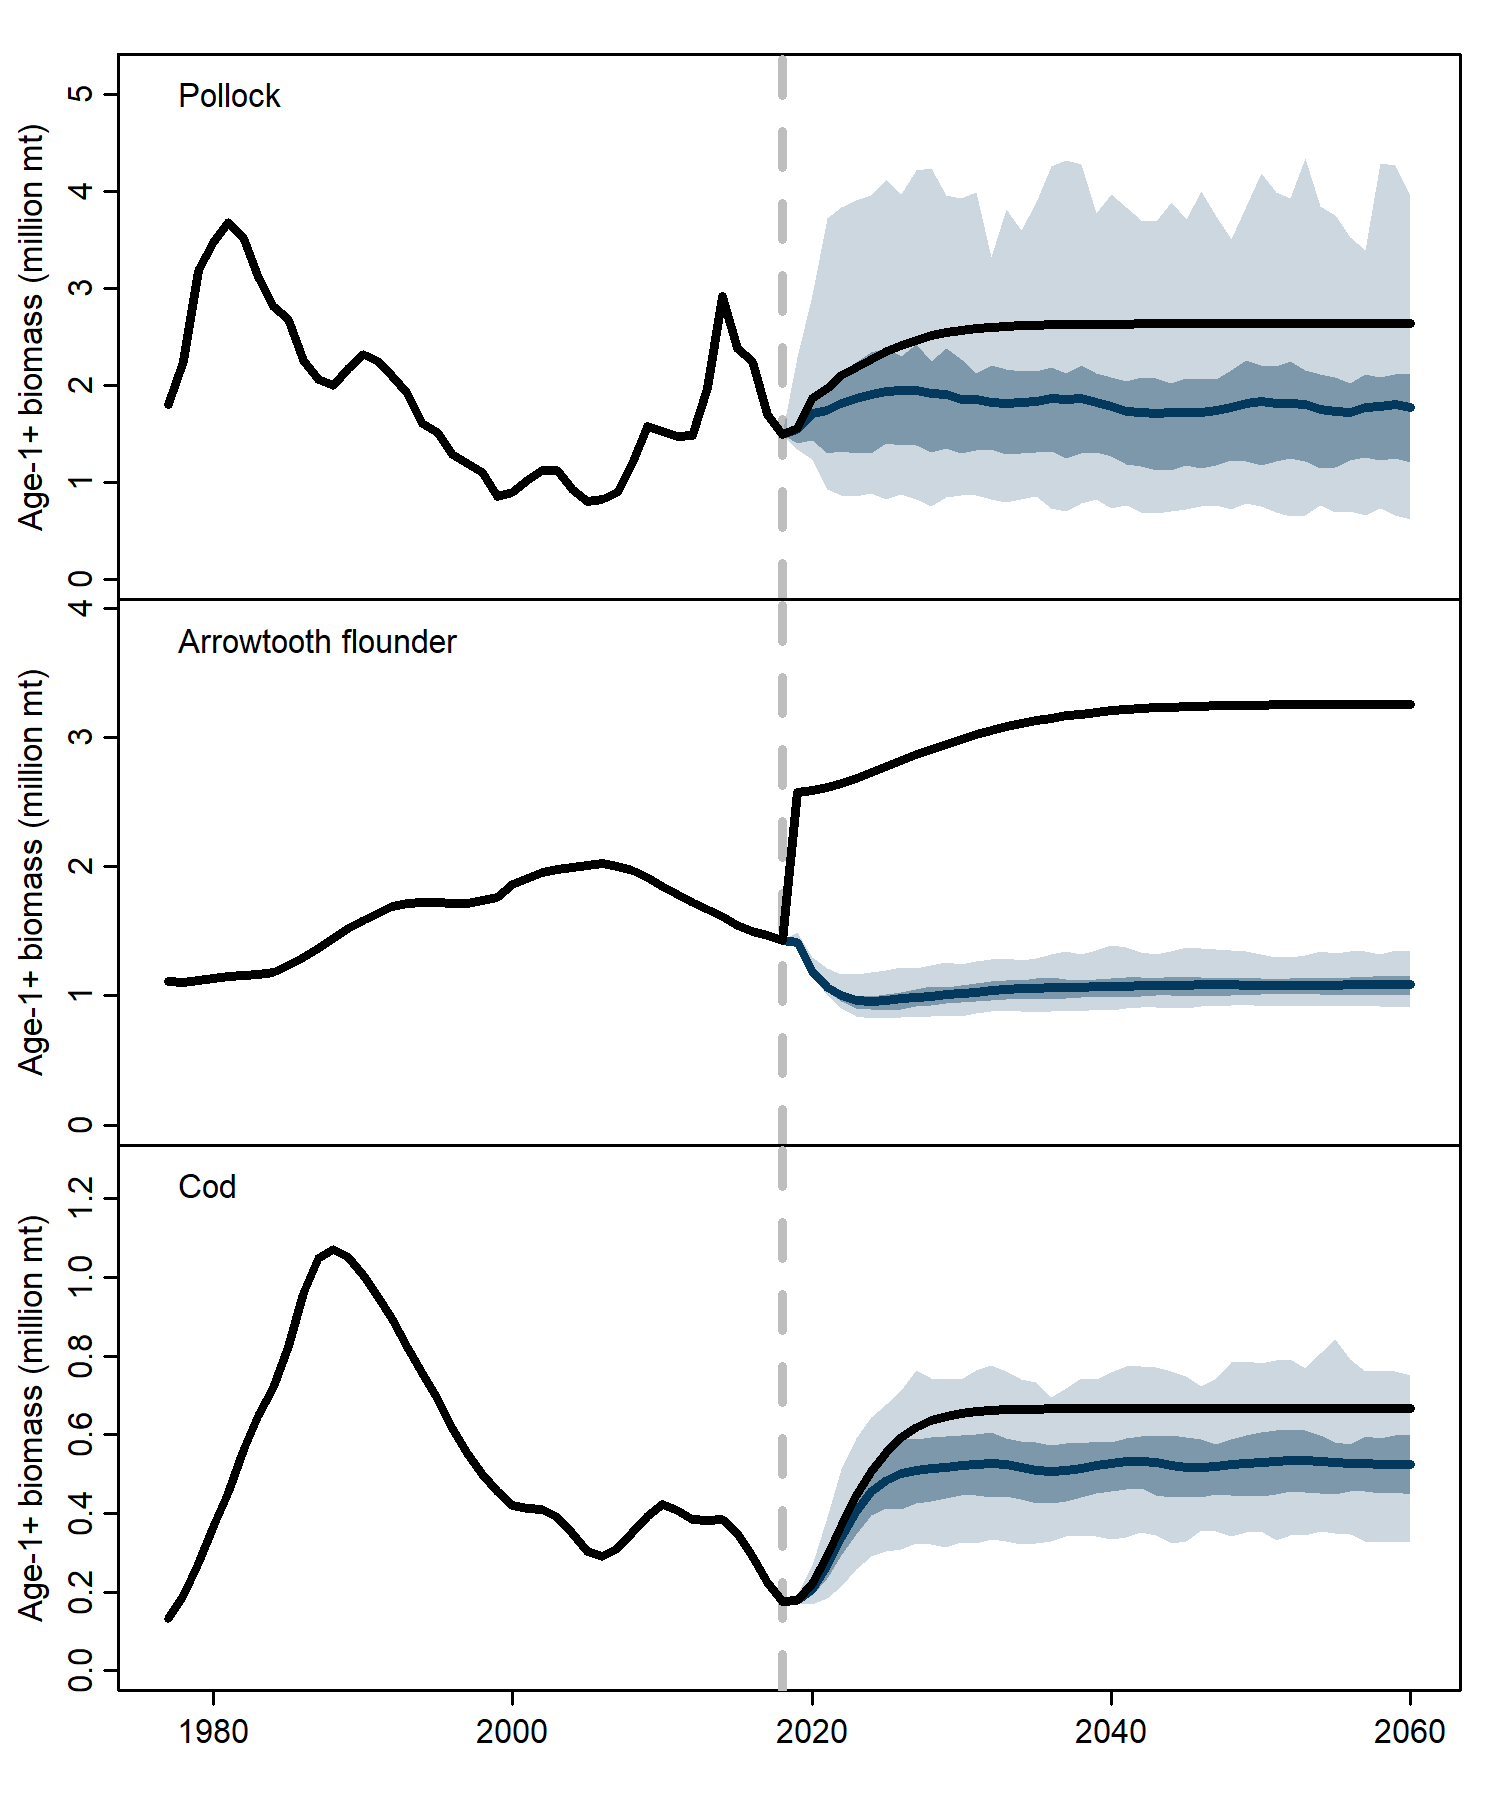 Pollock
Age-1+ biomass (million mt)
5
4
3
2
1
0
Arrowtooth flounder
Age-1+ biomass (million mt)
4
3
2
1
0
Cod
Age-1+ biomass (million mt)
1.2
1.0
0.8
0.6
0.4
0.2
0.0
1980 2000 2020 2040 2060